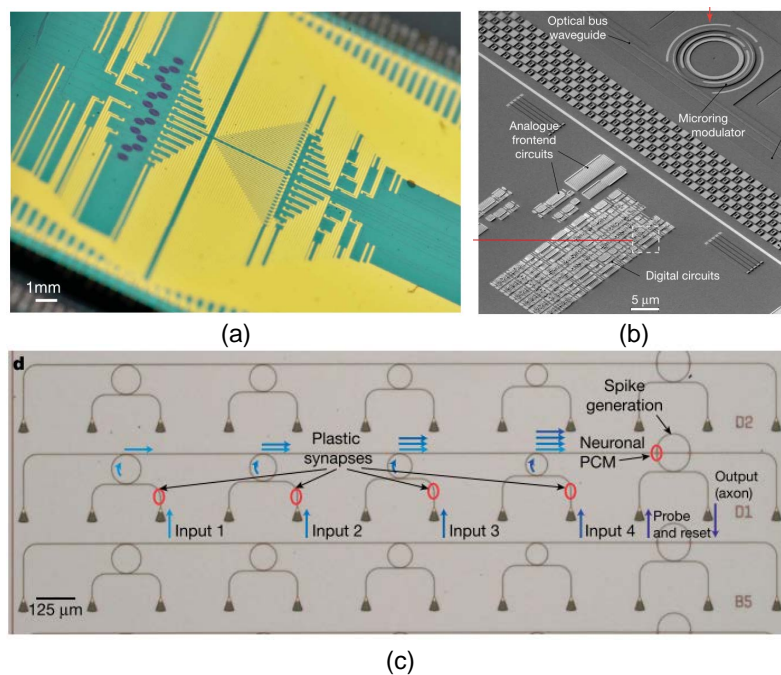 1mm
(a)
Optical bus
waveguide
Microring
modulator
Analogue
frontend
circuits
Digital circuits
5 μm
(b)
d
Spike
generation
D2
Plastic
synapses
Neuronal
PCM
Output
(axon)
D1
Input 1
Input 2
Input 3
Input 4
Probe
and reset
125 μm
B5
(c)